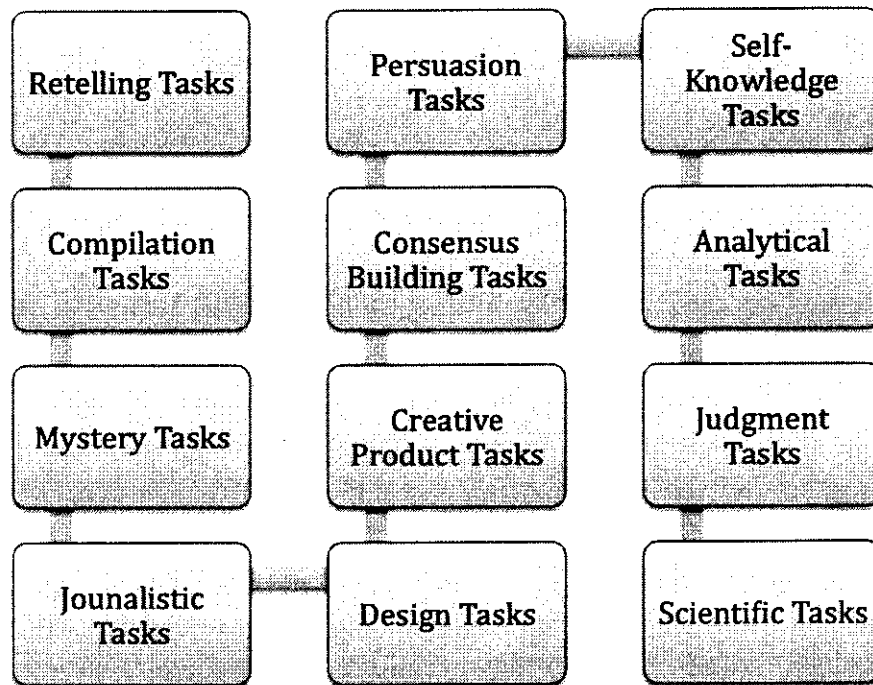 Retelling Tasks
Compilation
Tasks
Mystery Tasks
Jounalistic
Tasks
Design Tasks
Creative
Product Tasks
Consensus
Building Tasks
Persuasion
Tasks
Self-
Knowledge
Tasks
Analytical
Tasks
Judgment
Tasks
Scientific Tasks